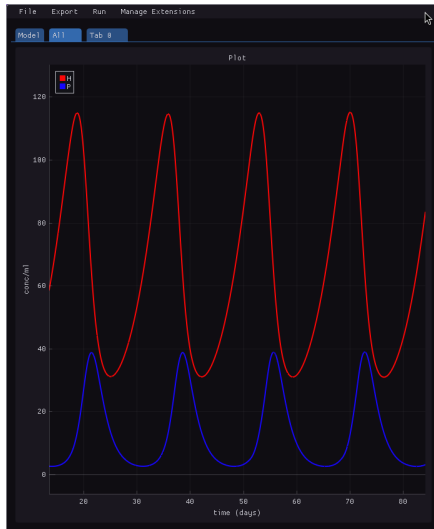 File Export Run Manage Extensions
Model All Tab 0
Plot
H
P
120
100
80
60
40
20
0
conc/ml
20 30 40 50 60 70 80
time (days)